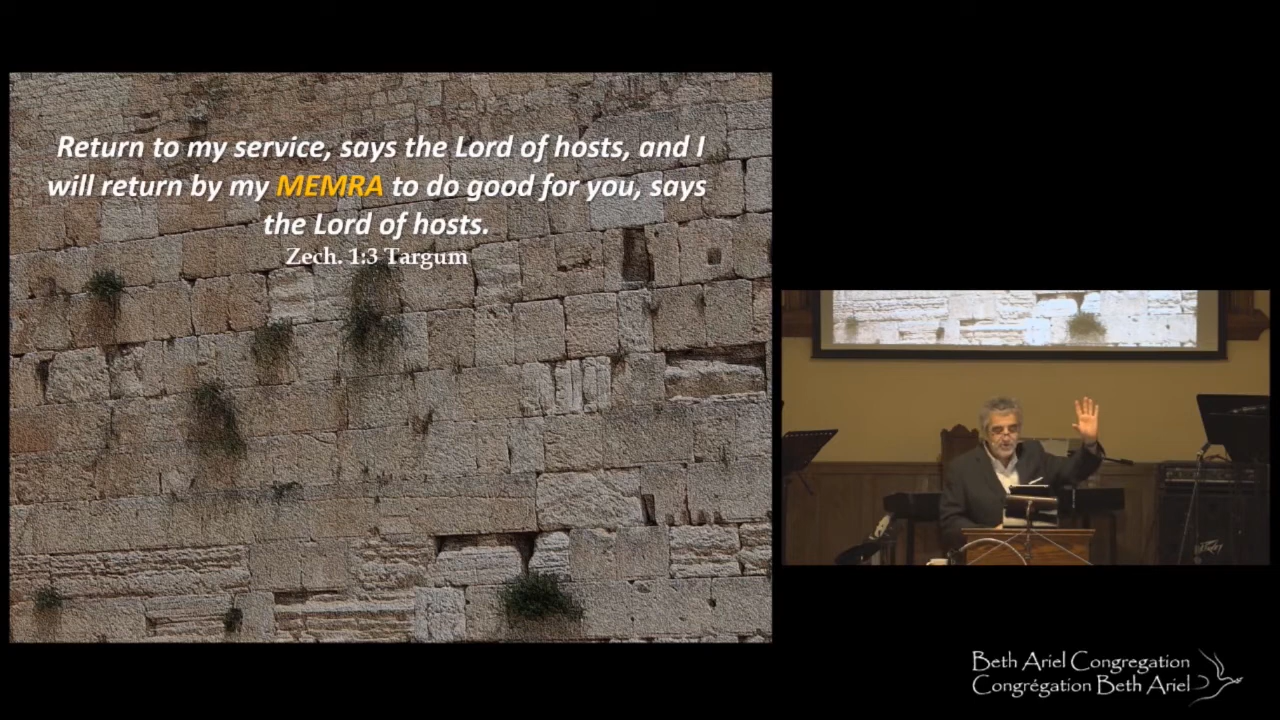 Return to my service, says the Lord of hosts, and I
will return by my MEMRA to do good for you, says
the Lord of hosts.
Zech. 1:3 Targum
Beth Ariel Congregation
Congrégation Beth Ariel